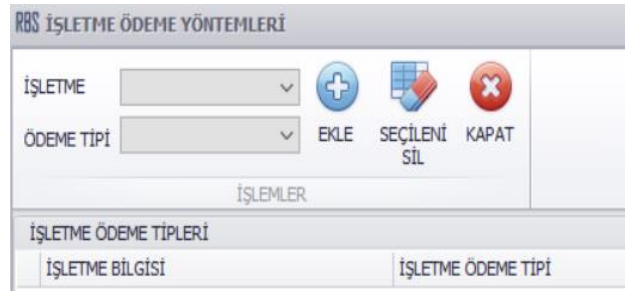 RBS İŞLETME ÖDEME YÖNTEMLERİ
İŞLETME
ÖDEME TİPİ
EKLE
SEÇİLENİ
SİL
KAPAT
İŞLEMLER
İŞLETME ÖDEME TİPLERİ
İŞLETME BİLGİSİ
İŞLETME ÖDEME TİPİ